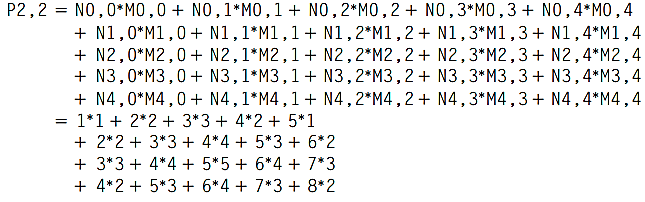 P2,2 = N0,0*M0,0 + N0,1*M0,1 + N0,2*M0,2 + N0,3*M0,3 + N0,4*M0,4
+ N1,0*M1,0 + N1,1*M1,1 + N1,2*M1,2 + N1,3*M1,3 + N1,4*M1,4
+ N2,0*M2,0 + N2,1*M2,1 + N2,2*M2,2 + N2,3*M2,3 + N2,4*M2,4
+ N3,0*M3,0 + N3,1*M3,1 + N3,2*M3,2 + N3,3*M3,3 + N3,4*M3,4
+ N4,0*M4,0 + N4,1*M4,1 + N4,2*M4,2 + N4,3*M4,3 + N4,4*M4,4
= 1*1 + 2*2 + 3*3 + 4*2 + 5*1
+ 2*2 + 3*3 + 4*4 + 5*3 + 6*2
+ 3*3 + 4*4 + 5*5 + 6*4 + 7*3
+ 4*2 + 5*3 + 6*4 + 7*3 + 8*2